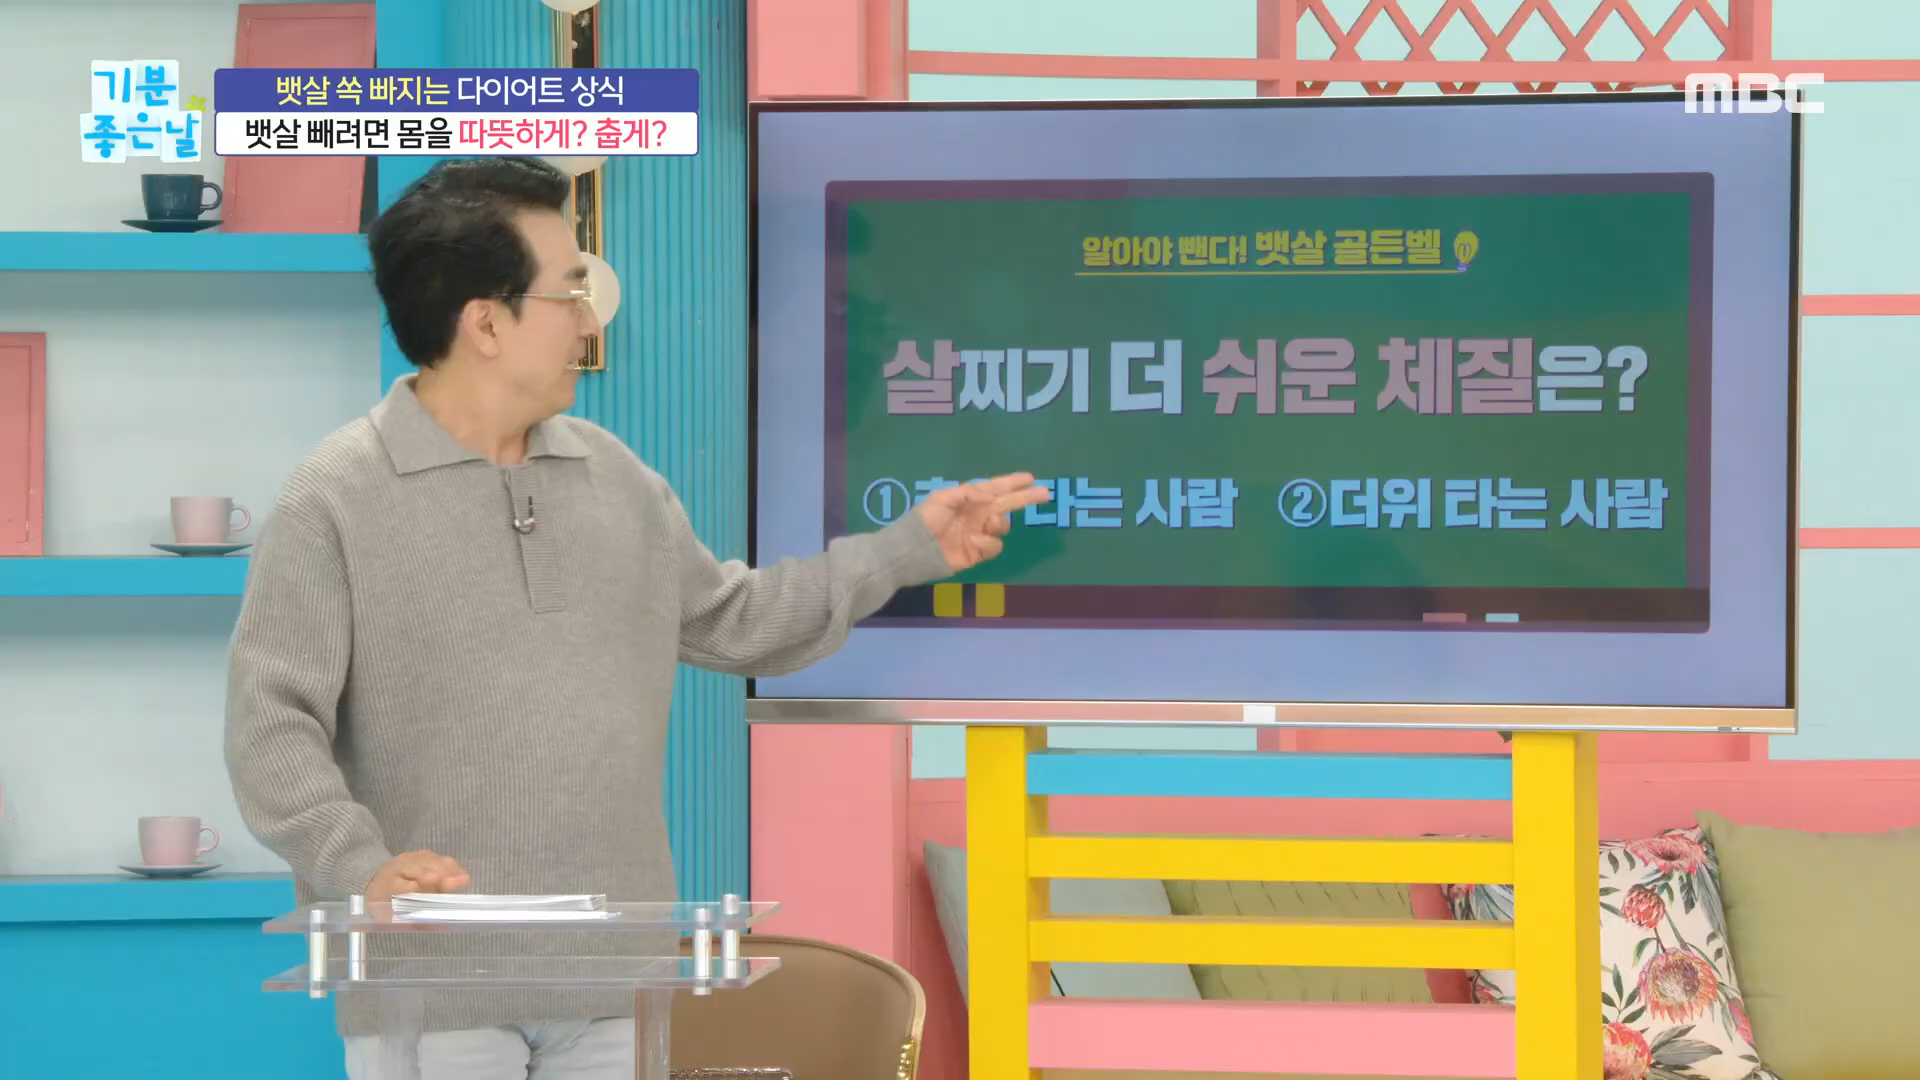 기분
좋은날
뱃살 쏙 빠지는 다이어트 상식
뱃살 빼려면 몸을 따뜻하게? 춥게?
MBC
알아야 뺀다! 뱃살 골든벨
살찌기 더 쉬운 체질은?
① 타는 사람 ②더위 타는 사람